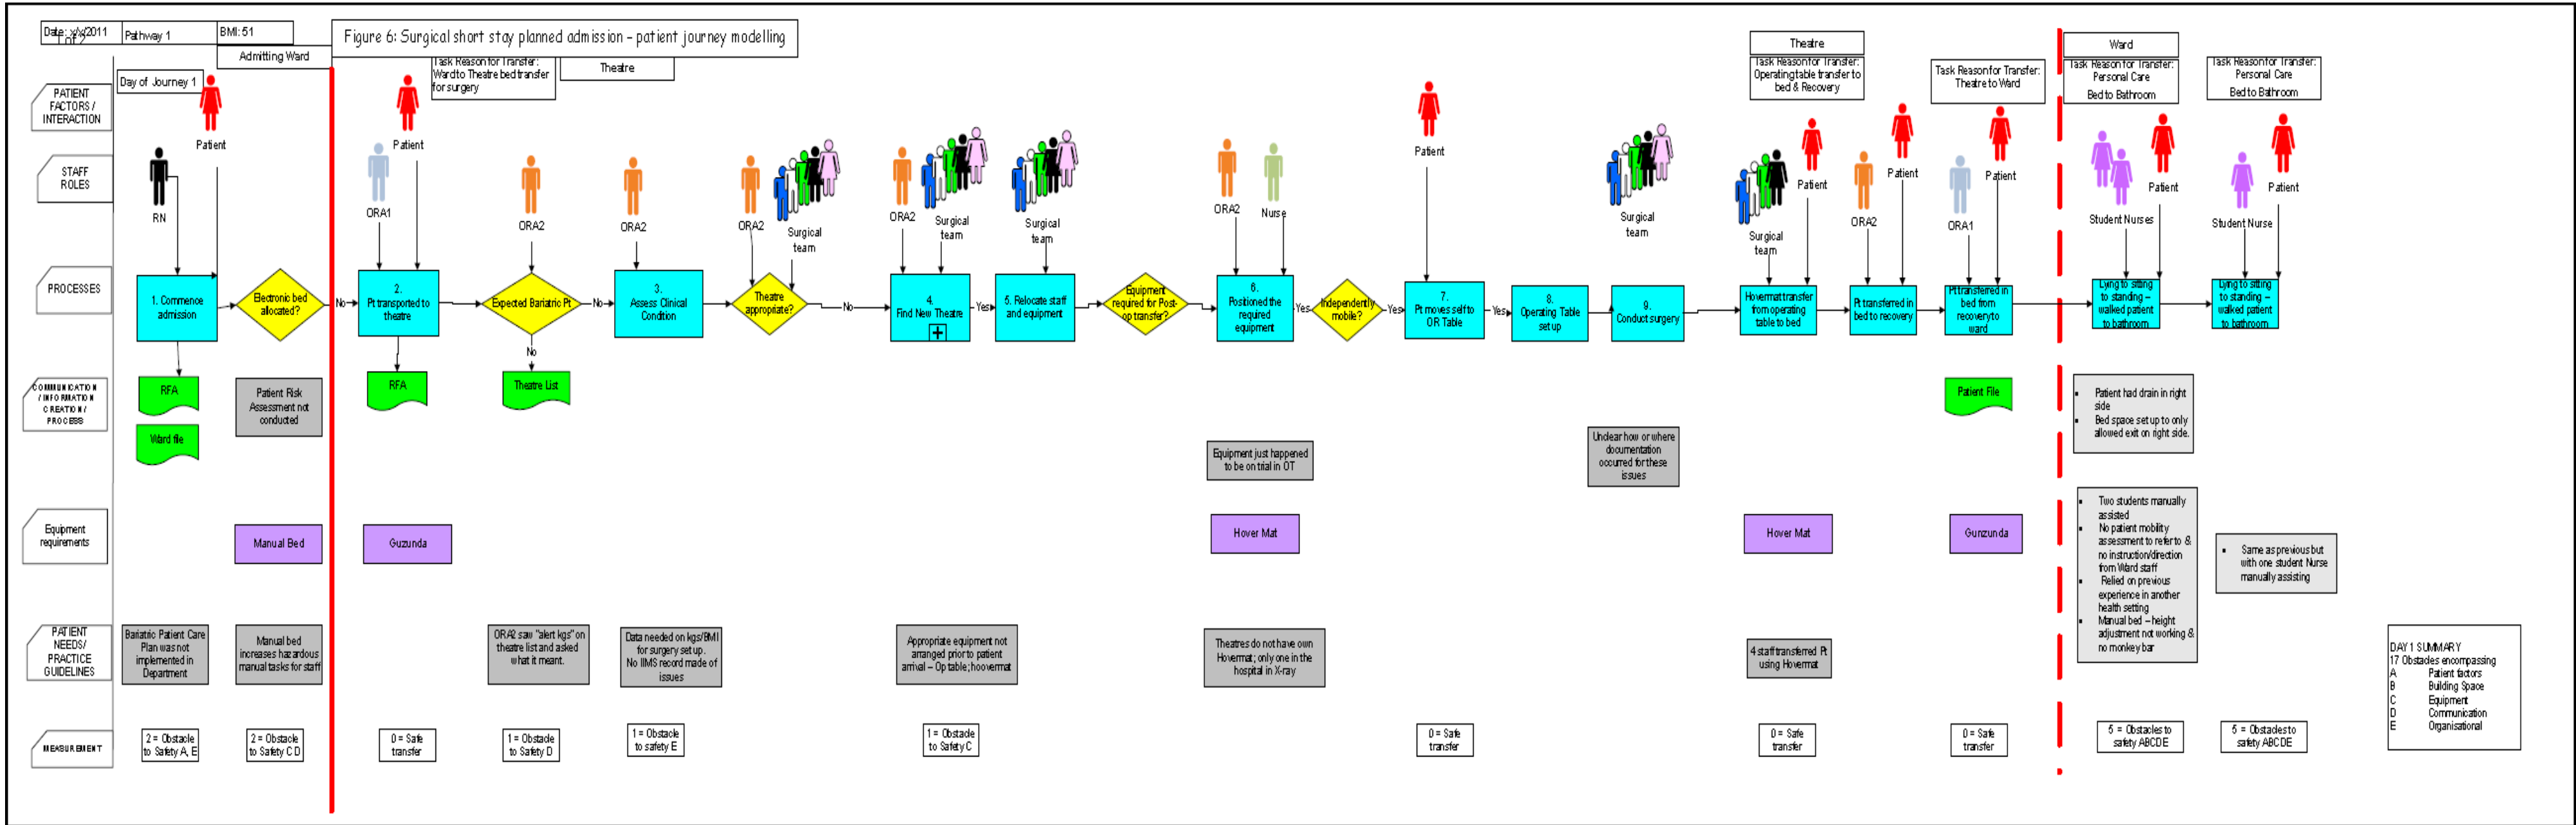 Date: x/x/2011
1 of 2
Pathway 1
BMI: 51
Figure 6: Surgical short stay planned admission – patient journey modelling
Admitting Ward
Day of Journey 1
Task Reason for Transfer:
Ward to Theatre bed transfer
for surgery
Theatre
Theatre
Task Reason for Transfer:
Operating table transfer to
bed & Recovery
Task Reason for Transfer:
Theatre to Ward
Ward
Task Reason for Transfer:
Personal Care
Bed to Bathroom
Task Reason for Transfer:
Personal Care
Bed to Bathroom
PATIENT
FACTORS /
INTERACTION
Patient
Patient
Patient
Patient
Patient
Patient
Patient
Patient
STAFF
ROLES
RN
ORA1
ORA2
ORA2
ORA2
Surgical
team
ORA2
Surgical
team
Surgical
team
ORA2
Nurse
Surgical
team
Surgical
team
ORA2
ORA1
Student Nurses
Student Nurse
PROCESSES
1. Commence
admission
Electronic bed
allocated?
No
2.
Pt transported to
theatre
Expected Bariatric Pt
No
No
3.
Assess Clinical
Condition
Theatre
appropriate?
No
4.
Find New Theatre
Yes
5. Relocate staff
and equipment
Equipment
required for Post-
op transfer?
6.
Positioned the
required
equipment
Yes
Independently
mobile?
Yes
7.
Pt moves self to
OR Table
Yes
8.
Operating Table
set up
9.
Conduct surgery
Hovermat transfer
from operating
table to bed
Pt transferred in
bed to recovery
Pt transferred in
bed from
recovery to
ward
Lying to sitting
to standing –
walked patient
to bathroom
Lying to sitting
to standing –
walked patient
to bathroom
COMMUNICATION
/ INFORMATION
CREATION /
PROCESS
RFA
Ward file
Patient Risk
Assessment not
conducted
RFA
Theatre List
Equipment just happened
to be on trial in OT
Unclear how or where
documentation
occurred for these
issues
Patient File
▪ Patient had drain in right
side
▪ Bed space set up to only
allowed exit on right side.
Equipment
requirements
Manual Bed
Guzunda
Hover Mat
Hover Mat
Gunzunda
▪ Two students manually
assisted
▪ No patient mobility
assessment to refer to &
no instruction/direction
from Ward staff
▪ Relied on previous
experience in another
health setting
▪ Manual bed – height
adjustment not working &
no monkey bar
▪ Same as previous but
with one student Nurse
manually assisting
PATIENT
NEEDS/
PRACTICE
GUIDELINES
Bariatric Patient Care
Plan was not
implemented in
Department
Manual bed
increases hazardous
manual tasks for staff
ORA2 saw "alert kgs" on
theatre list and asked
what it meant.
Data needed on kgs/BMI
for surgery set up.
No IIMS record made of
issues
Appropriate equipment not
arranged prior to patient
arrival – Op table; hoovermat
Theatres do not have own
Hovermat; only one in the
hospital in X-ray
4 staff transferred Pt
using Hovermat
MEASUREMENT
2 = Obstacle
to Safety A, E
2 = Obstacle
to Safety C D
0 = Safe
transfer
1 = Obstacle
to Safety D
1 = Obstacle
to safety E
1 = Obstacle
to Safety C
0 = Safe
transfer
0 = Safe
transfer
0 = Safe
transfer
5 = Obstacles to
safety ABCDE
5 = Obstacles to
safety ABCDE
DAY 1 SUMMARY
17 Obstacles encompassing
A Patient factors
B Building Space
C Equipment
D Communication
E Organisational